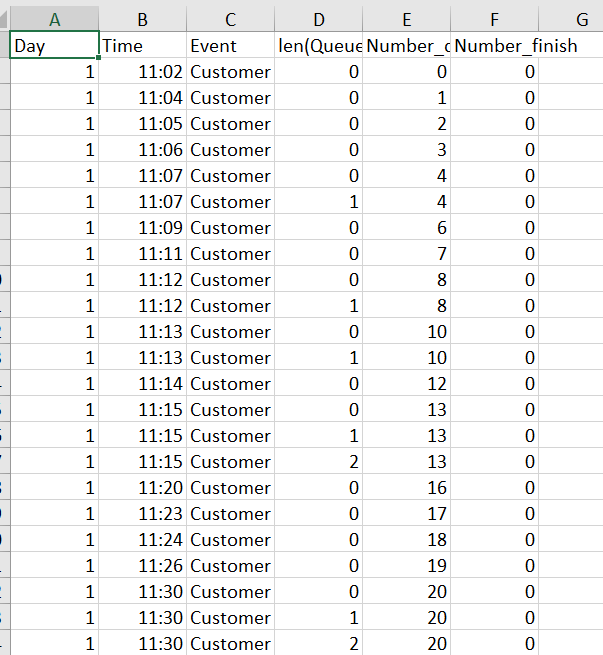 A B C D E F G
Day Time Event len(Queue Number_ Number_finish
1 11:02 Customer 0 0 0
1 11:04 Customer 0 1 0
1 11:05 Customer 0 2 0
1 11:06 Customer 0 3 0
1 11:07 Customer 0 4 0
1 11:07 Customer 1 4 0
1 11:09 Customer 0 6 0
1 11:11 Customer 0 7 0
1 11:12 Customer 0 8 0
1 11:12 Customer 1 8 0
1 11:13 Customer 0 10 0
1 11:13 Customer 1 10 0
1 11:14 Customer 0 12 0
1 11:15 Customer 0 13 0
1 11:15 Customer 1 13 0
1 11:15 Customer 2 13 0
1 11:20 Customer 0 16 0
1 11:23 Customer 0 17 0
1 11:24 Customer 0 18 0
1 11:26 Customer 0 19 0
1 11:30 Customer 0 20 0
1 11:30 Customer 1 20 0
1 11:30 Customer 2 20 0